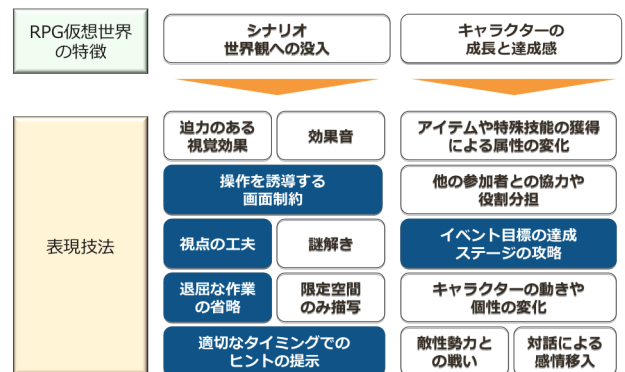 RPG仮想世界
の特徴
シナリオ
世界観への没入
キャラクターの
成長と達成感
表現技法
迫力のある
視覚効果
効果音
操作を誘導する
画面制約
視点の工夫
謎解き
退屈な作業
の省略
限定空間
のみ描写
適切なタイミングでの
ヒントの提示
アイテムや特殊技能の獲得
による属性の変化
他の参加者との協力や
役割分担
イベント目標の達成
ステージの攻略
キャラクターの動きや
個性の変化
敵性勢力と
の戦い
対話による
感情移入